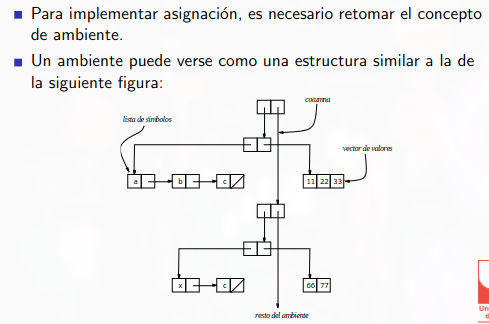 Para implementar asignación, es necesario retomar el concepto
de ambiente.
Un ambiente puede verse como una estructura similar a la de
la siguiente figura:
columna
lista de símbolos
vector de valores
a b c 11 22 33
x c 66 77
resto del ambiente
Un
d